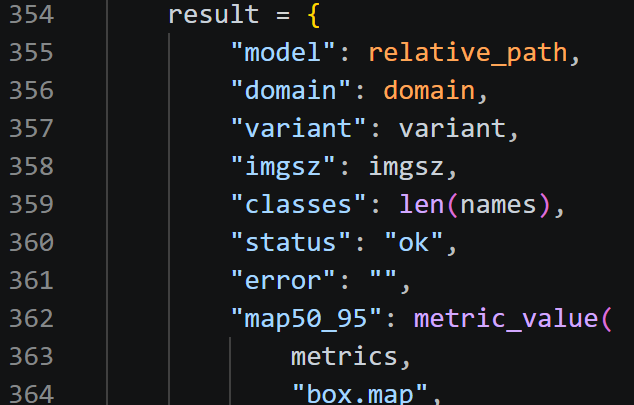 354 result = {
355 "model": relative_path,
356 "domain": domain,
357 "variant": variant,
358 "imgsz": imgsz,
359 "classes": len(names),
360 "status": "ok",
361 "error": "",
362 "map50_95": metric_value(
363 metrics,
364 "box.map",